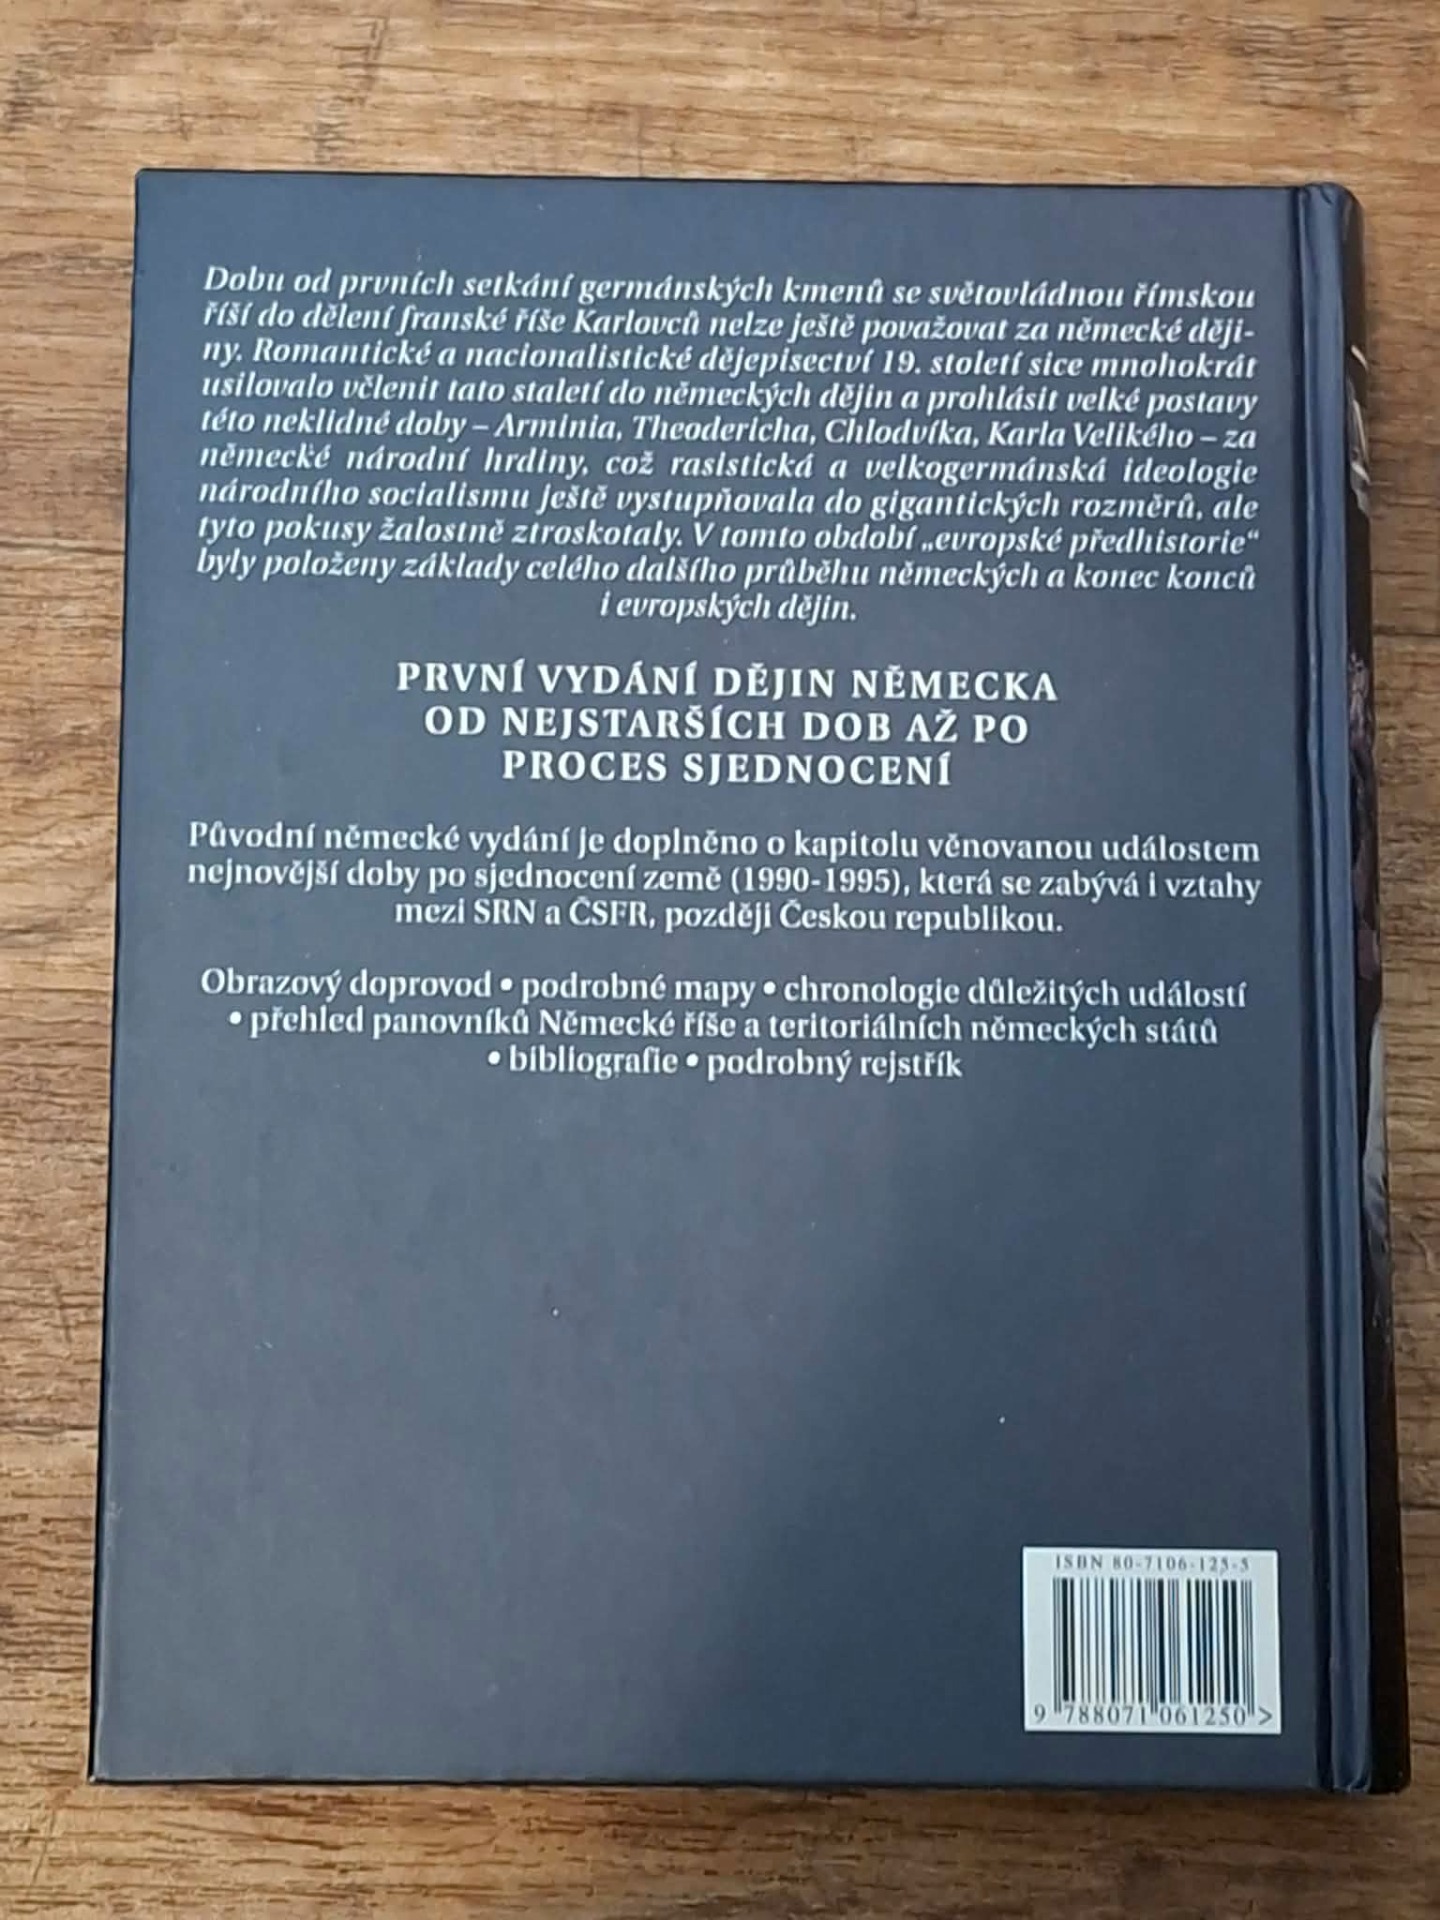 Dobu od prvních setkání germánských kmenů se světovládnou římskou
říší do dělení franské říše Karlovců nelze ještě považovat za německé ději-
ny. Romantické a nacionalistické dějepisectví 19. století sice mnohokrát
usilovalo včlenit tato staletí do německých dějin a prohlásit velké postavy
této neklidné doby – Arminia, Theodericha, Chlodvíka, Karla Velikého – za
německé národní hrdiny, což rasistická a velkogermánská ideologie
národního socialismu ještě vystupňovala do gigantických rozměrů, ale
tyto pokusy žalostně ztroskotaly. V tomto období „evropské předhistorie“
byly položeny základy celého dalšího průběhu německých a konec konců
i evropských dějin.
PRVNÍ VYDÁNÍ DĚJIN NĚMECKA
OD NEJSTARŠÍCH DOB AŽ PO
PROCES SJEDNOCENÍ
Původní německé vydání je doplněno o kapitolu věnovanou událostem
nejnovější doby po sjednocení země (1990-1995), která se zabývá i vztahy
mezi SRN a ČSFR, později Českou republikou.
Obrazový doprovod • podrobné mapy • chronologie důležitých událostí
• přehled panovníků Německé říše a teritoriálních německých států
• bibliografie • podrobný rejstřík
ISBN 80-7106-125-5
9 788071 061250 >